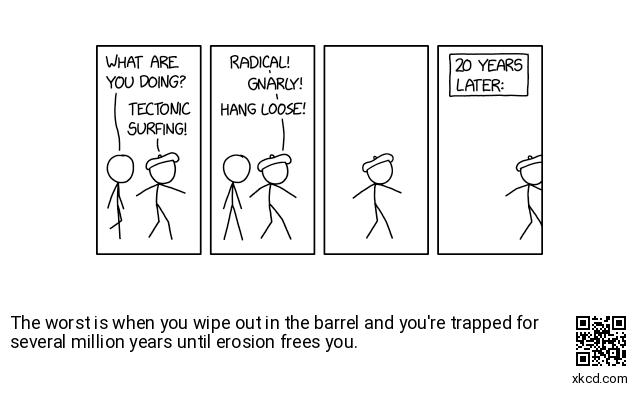 WHAT ARE
YOU DOING?
TECTONIC
SURFING!
RADICAL!
GNARLY!
HANG LOOSE!
20 YEARS
LATER:
The worst is when you wipe out in the barrel and you're trapped for
several million years until erosion frees you.
xkcd.com